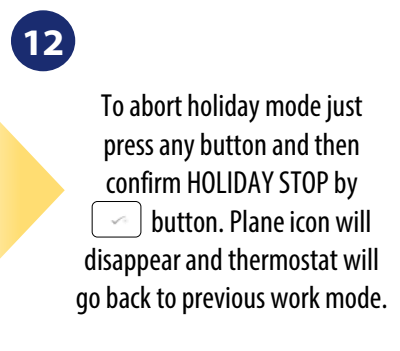 12
To abort holiday mode just
press any button and then
confirm HOLIDAY STOP by
button. Plane icon will
disappear and thermostat will
go back to previous work mode.